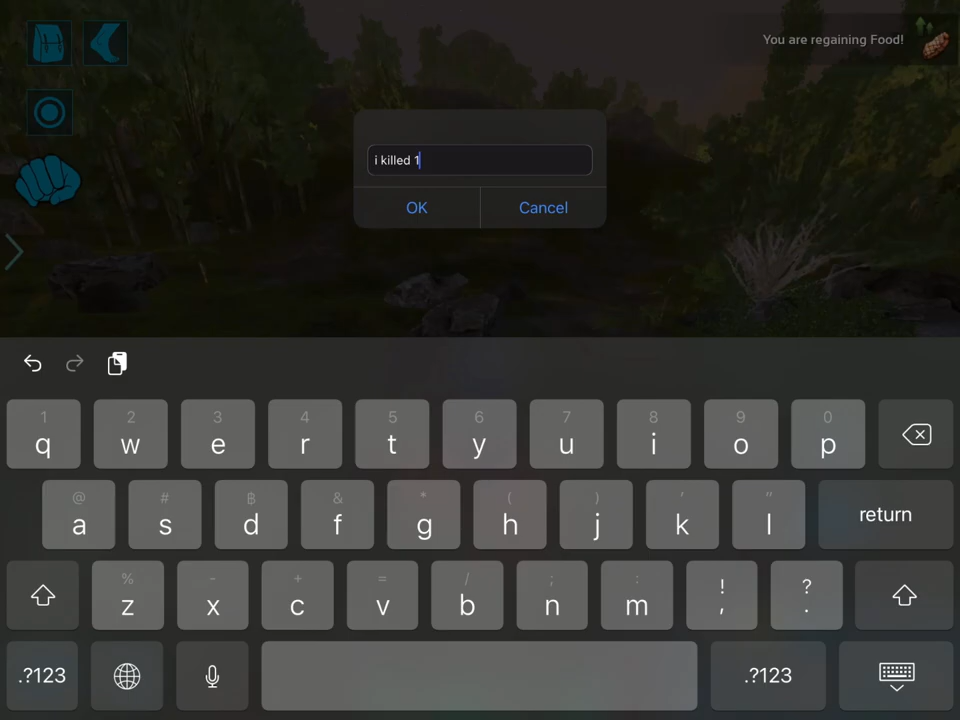 You are regaining Food!
i killed 1
OK
Cancel
1 2 3 4 5 6 7 8 9 0
q w e r t y u i o p
@ # ฿ & * ( ) ' "
a s d f g h j k l return
% - + = / ; : ! ?
z x c v b n m , .
.?123 .?123